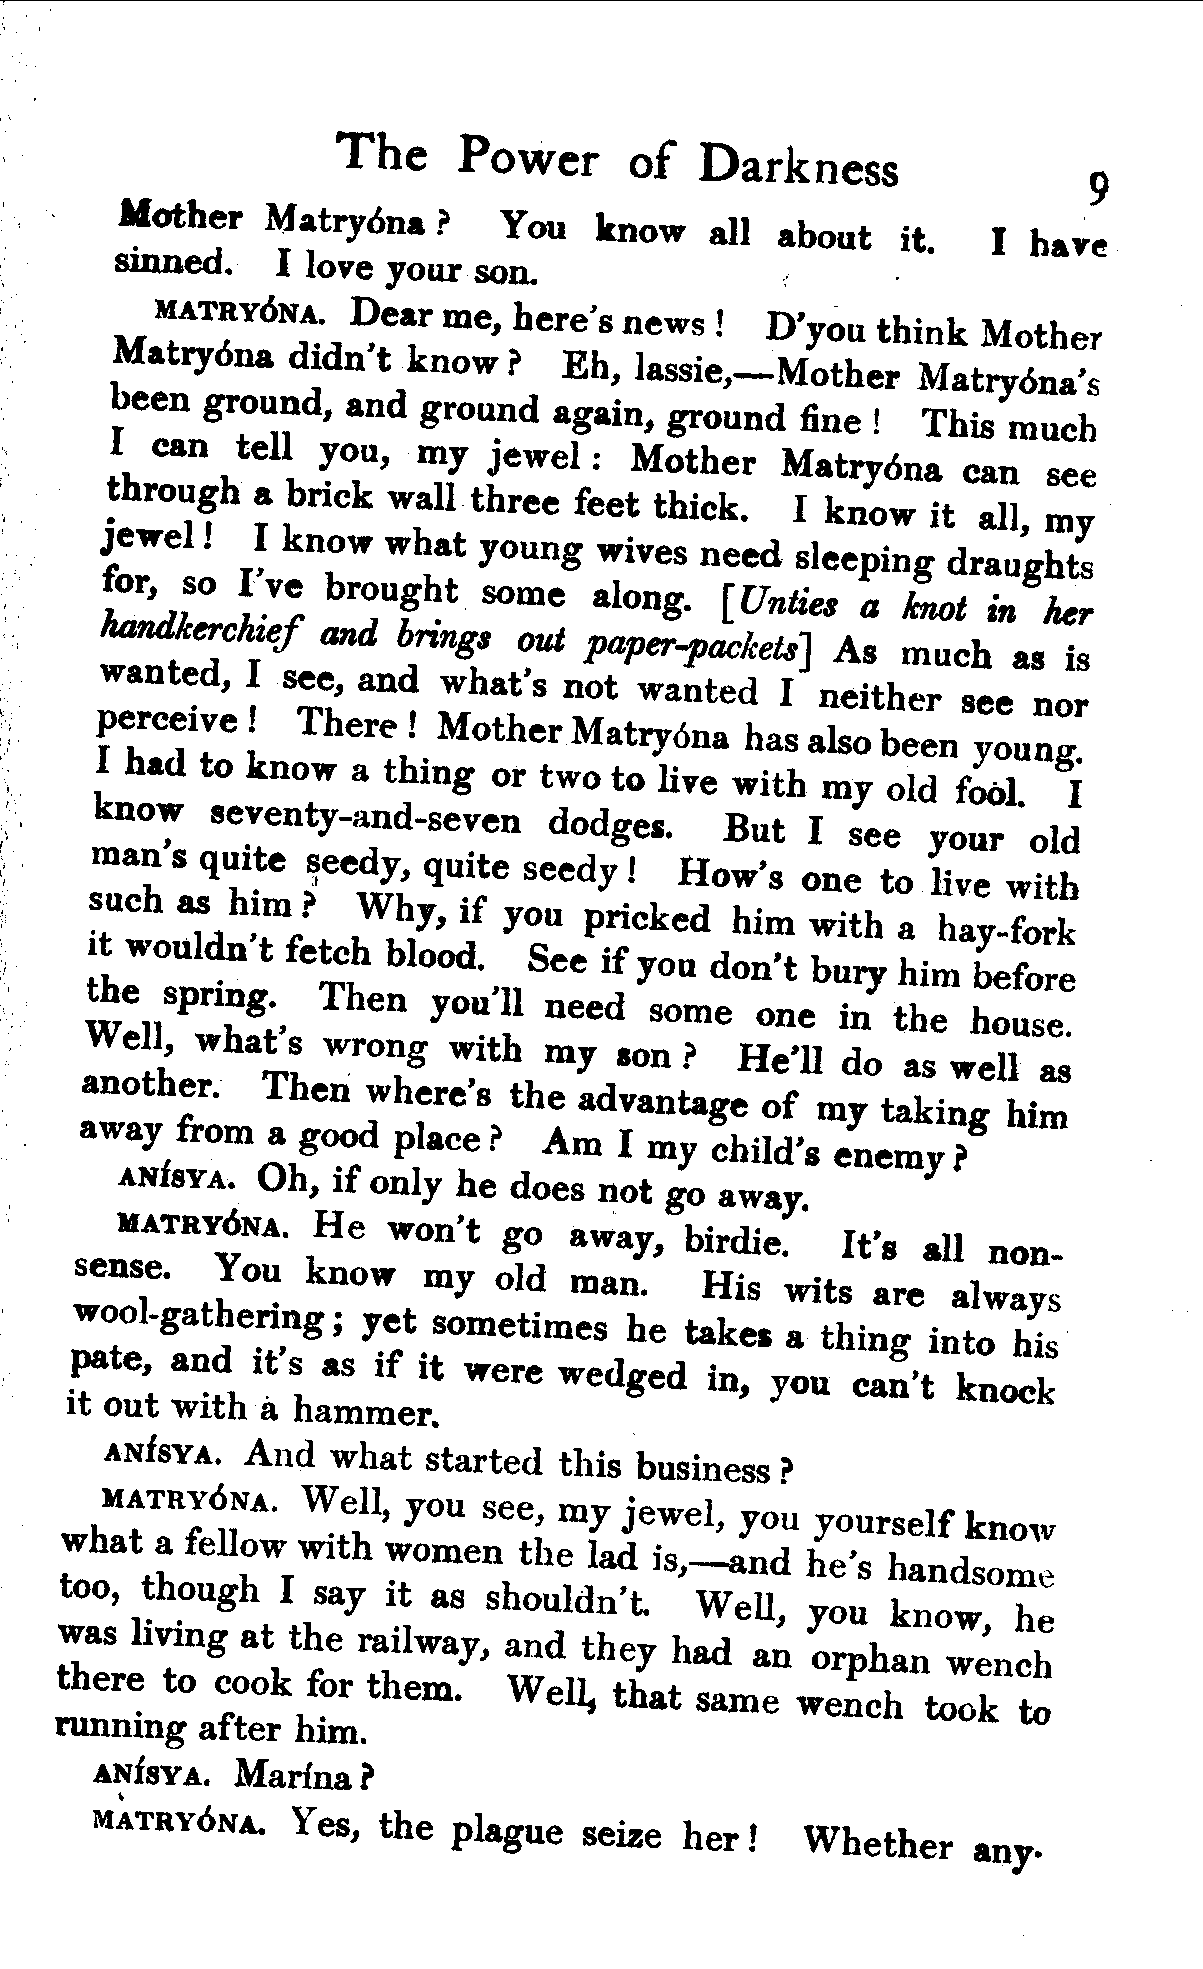 The Power of Darkness 9
Mother Matryóna? You know all about it. I have
sinned. I love your son.
MATRYÓNA. Dear me, here's news! D'you think Mother
Matryóna didn't know? Eh, lassie,—Mother Matryóna's
been ground, and ground again, ground fine! This much
I can tell you, my jewel: Mother Matryóna can see
through a brick wall three feet thick. I know it all, my
jewel! I know what young wives need sleeping draughts
for, so I've brought some along. [Unties a knot in her
handkerchief and brings out paper-packets] As much as is
wanted, I see, and what's not wanted I neither see nor
perceive! There! Mother Matryóna has also been young.
I had to know a thing or two to live with my old fool. I
know seventy-and-seven dodges. But I see your old
man's quite seedy, quite seedy! How's one to live with
such as him? Why, if you pricked him with a hay-fork
it wouldn't fetch blood. See if you don't bury him before
the spring. Then you'll need some one in the house.
Well, what's wrong with my son? He'll do as well as
another. Then where's the advantage of my taking him
away from a good place? Am I my child's enemy?
ANÍSYA. Oh, if only he does not go away.
MATRYÓNA. He won't go away, birdie. It's all non-
sense. You know my old man. His wits are always
wool-gathering; yet sometimes he takes a thing into his
pate, and it's as if it were wedged in, you can't knock
it out with a hammer.
ANÍSYA. And what started this business?
MATRYÓNA. Well, you see, my jewel, you yourself know
what a fellow with women the lad is,—and he's handsome
too, though I say it as shouldn't. Well, you know, he
was living at the railway, and they had an orphan wench
there to cook for them. Well, that same wench took to
running after him.
ANÍSYA. Marína?
MATRYÓNA. Yes, the plague seize her! Whether any-